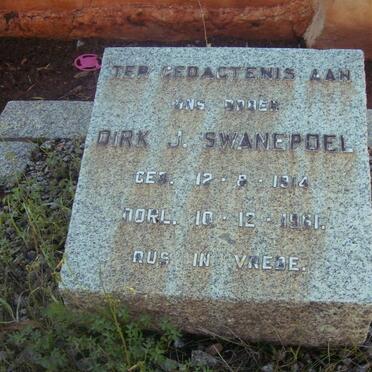 TER GEDAGTENIS AAN
ONS BROER
DIRK J. SWANEPOEL
GEB. 12-8-1914
OORL. 10-12-1961.
RUS IN VREDE.